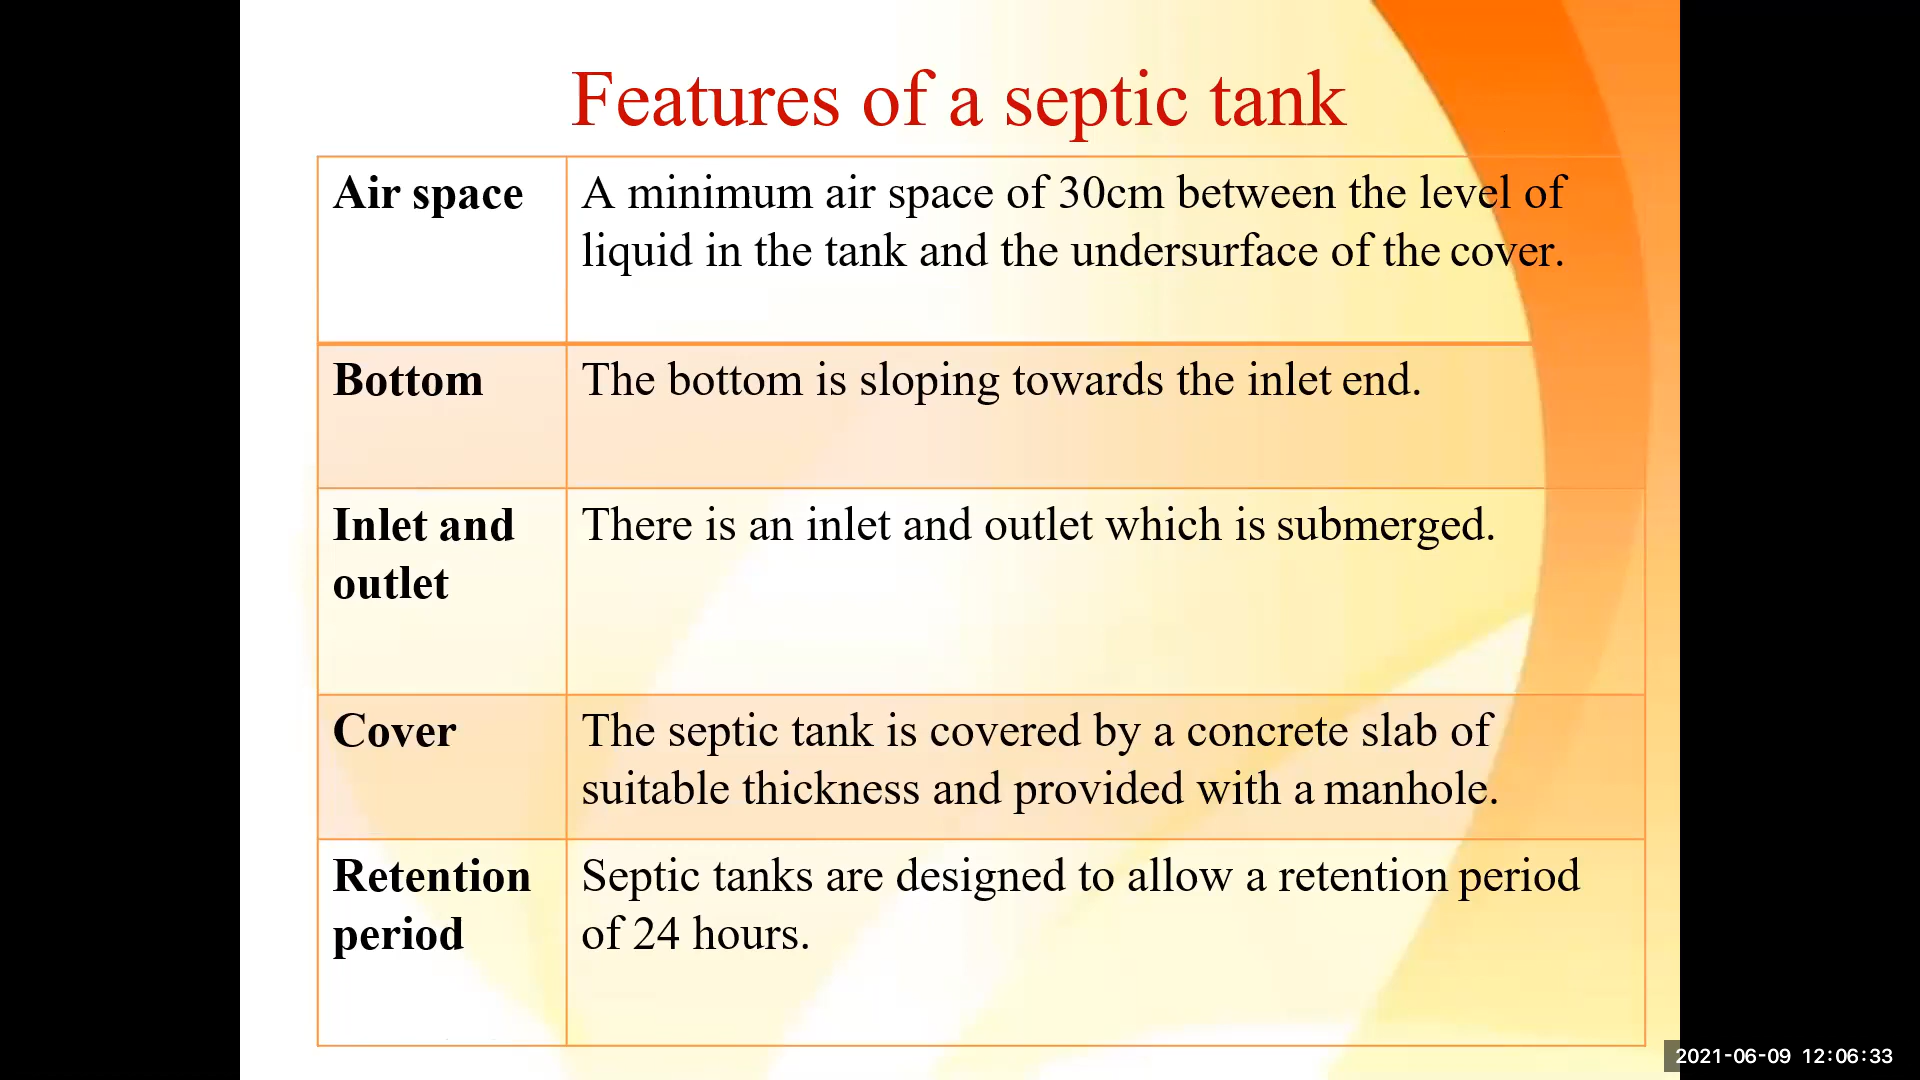 Features of a septic tank
Air space
A minimum air space of 30cm between the level of
liquid in the tank and the undersurface of the cover.
Bottom
The bottom is sloping towards the inlet end.
Inlet and
outlet
There is an inlet and outlet which is submerged.
Cover
The septic tank is covered by a concrete slab of
suitable thickness and provided with a manhole.
Retention
period
Septic tanks are designed to allow a retention period
of 24 hours.
2021-06-09 12:06:33